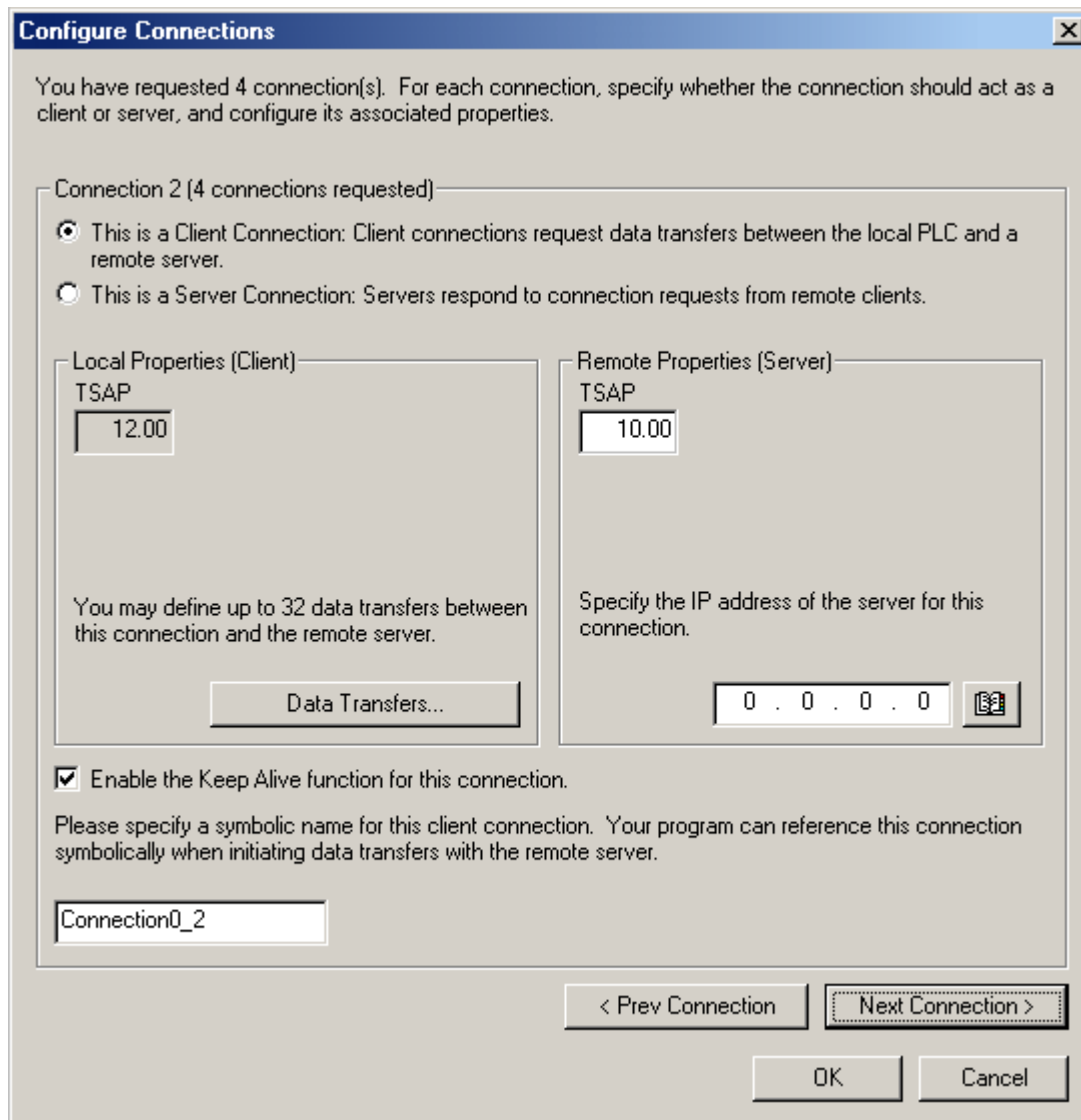 Configure Connections
You have requested 4 connection(s). For each connection, specify whether the connection should act as a
client or server, and configure its associated properties.
Connection 2 (4 connections requested)
This is a Client Connection: Client connections request data transfers between the local PLC and a
remote server.
This is a Server Connection: Servers respond to connection requests from remote clients.
Local Properties (Client)
TSAP
12.00
You may define up to 32 data transfers between
this connection and the remote server.
Data Transfers...
Remote Properties (Server)
TSAP
10.00
Specify the IP address of the server for this
connection.
0 . 0 . 0 . 0
Enable the Keep Alive function for this connection.
Please specify a symbolic name for this client connection. Your program can reference this connection
symbolically when initiating data transfers with the remote server.
Connection0_2
< Prev Connection
Next Connection >
OK
Cancel